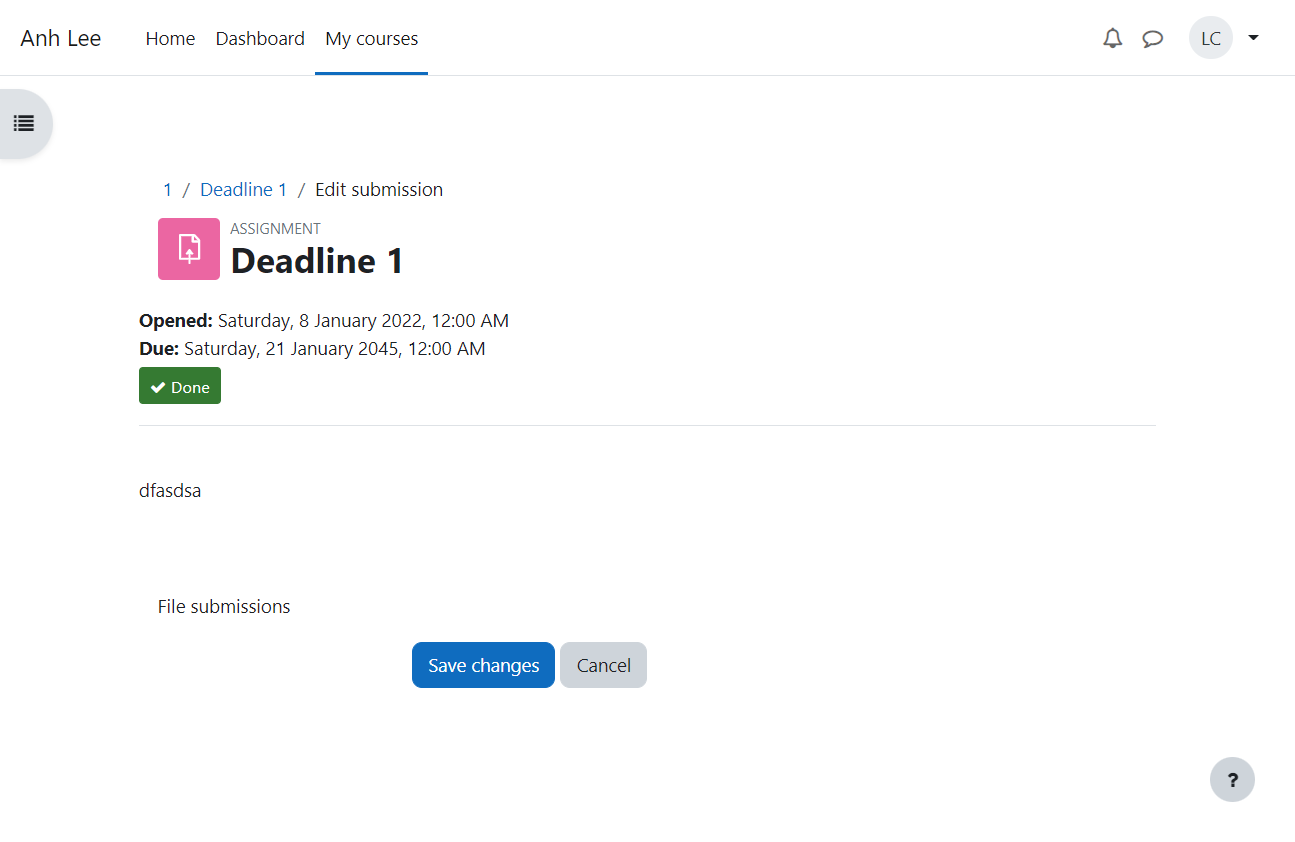 Anh Lee Home Dashboard My courses LC
1 / Deadline 1 / Edit submission
ASSIGNMENT
Deadline 1
Opened: Saturday, 8 January 2022, 12:00 AM
Due: Saturday, 21 January 2045, 12:00 AM
Done
dfasdsa
File submissions
Save changes Cancel
?